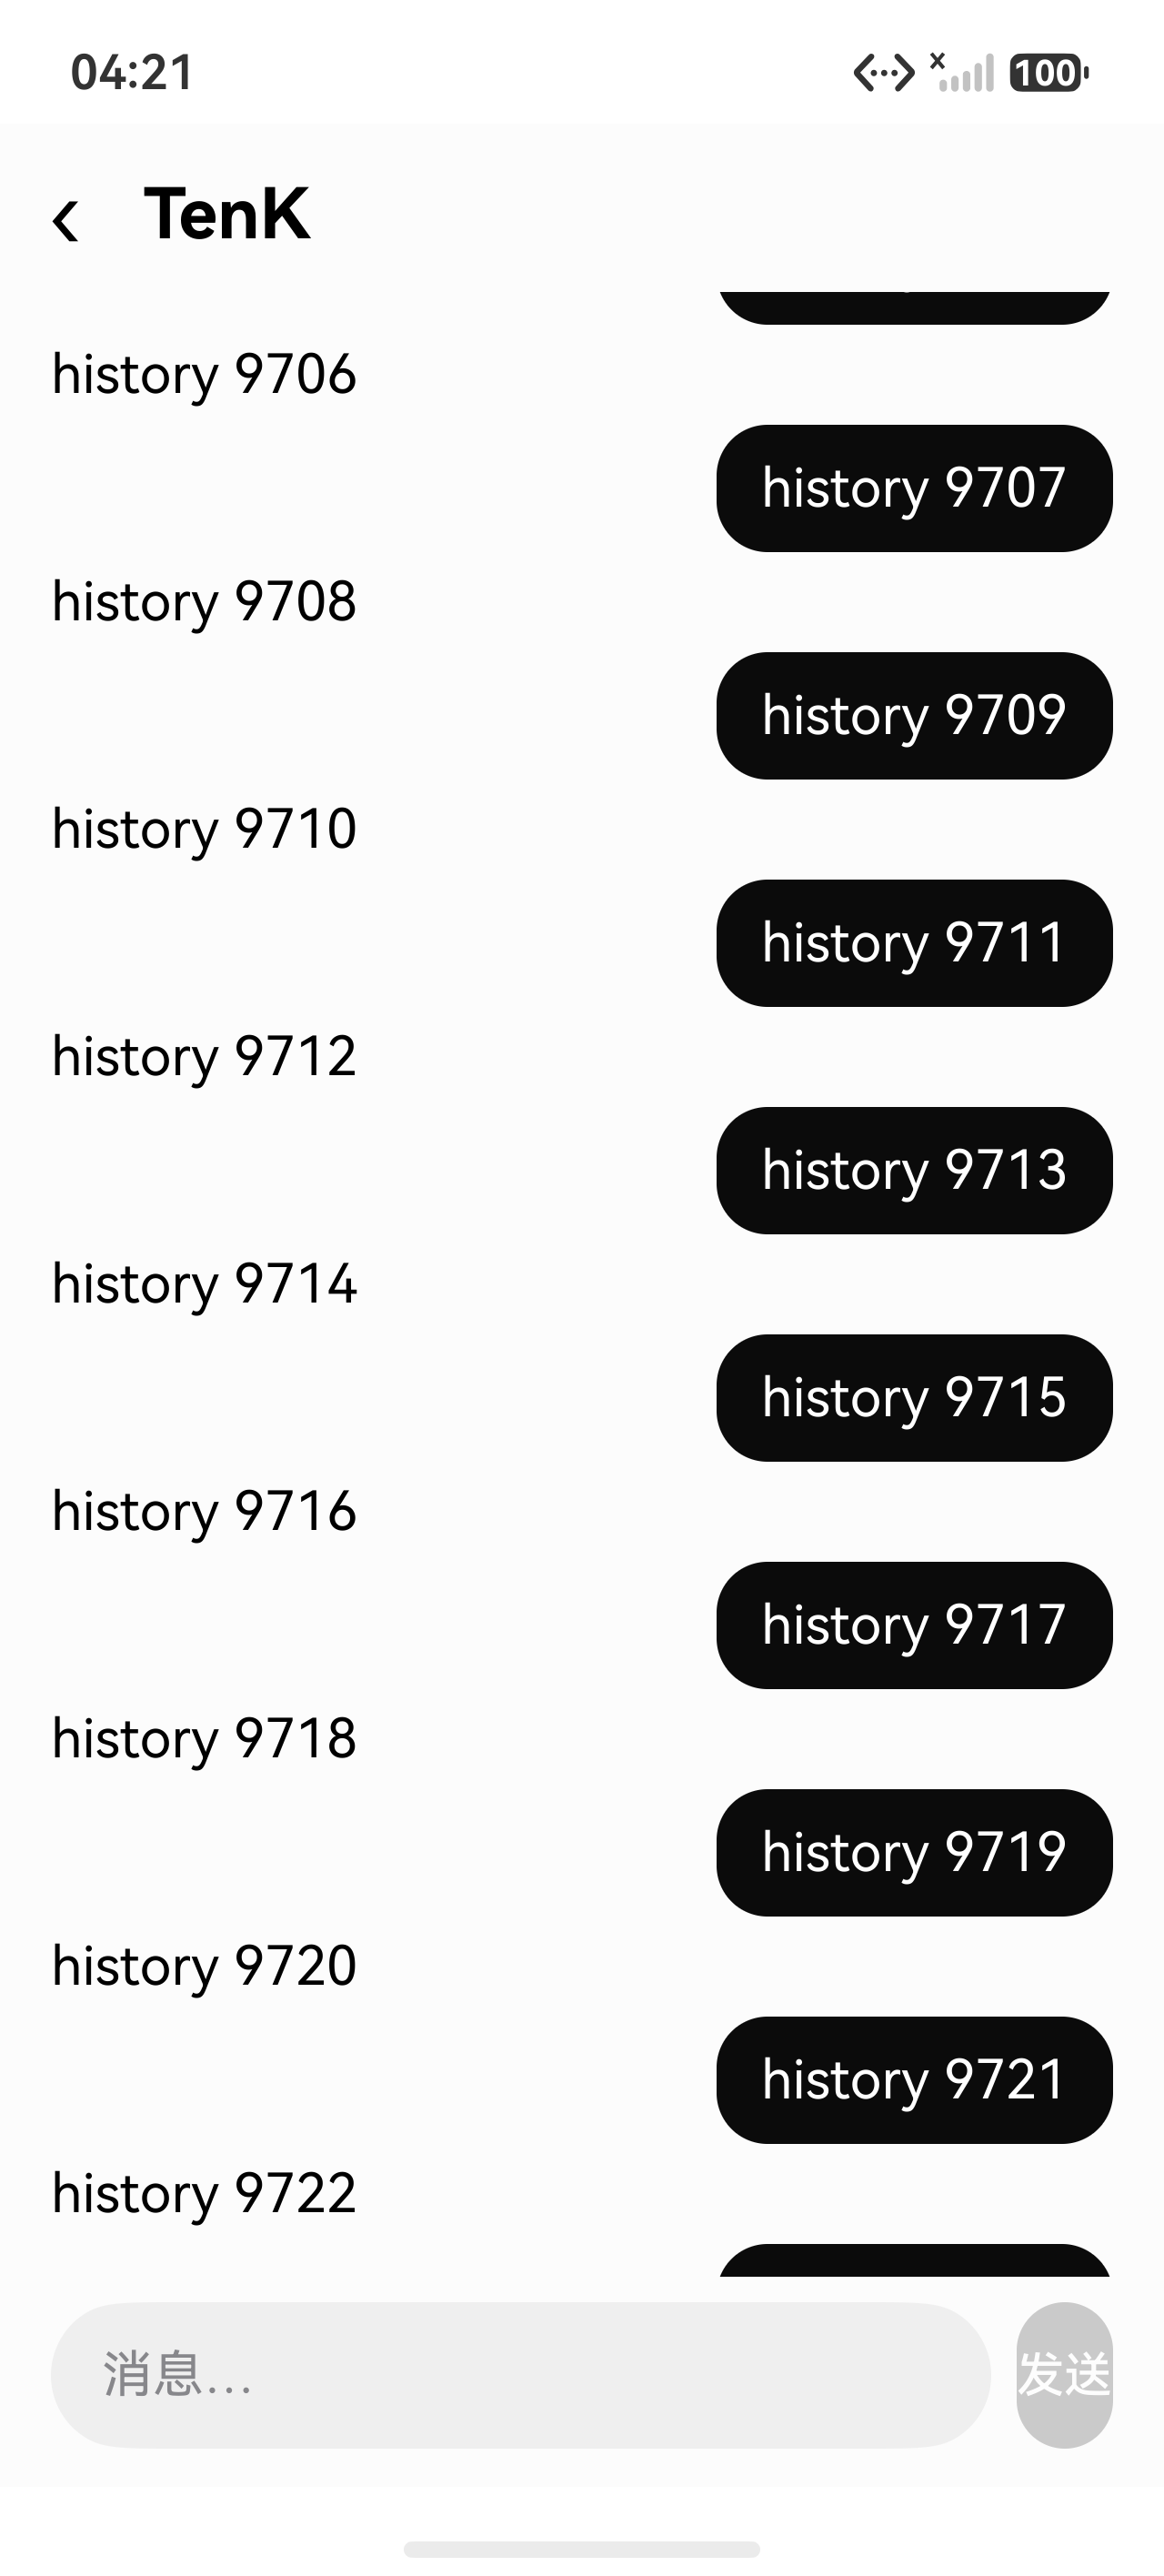 04:21
100
TenK
history 9706
history 9707
history 9708
history 9709
history 9710
history 9711
history 9712
history 9713
history 9714
history 9715
history 9716
history 9717
history 9718
history 9719
history 9720
history 9721
history 9722
消息...
发送